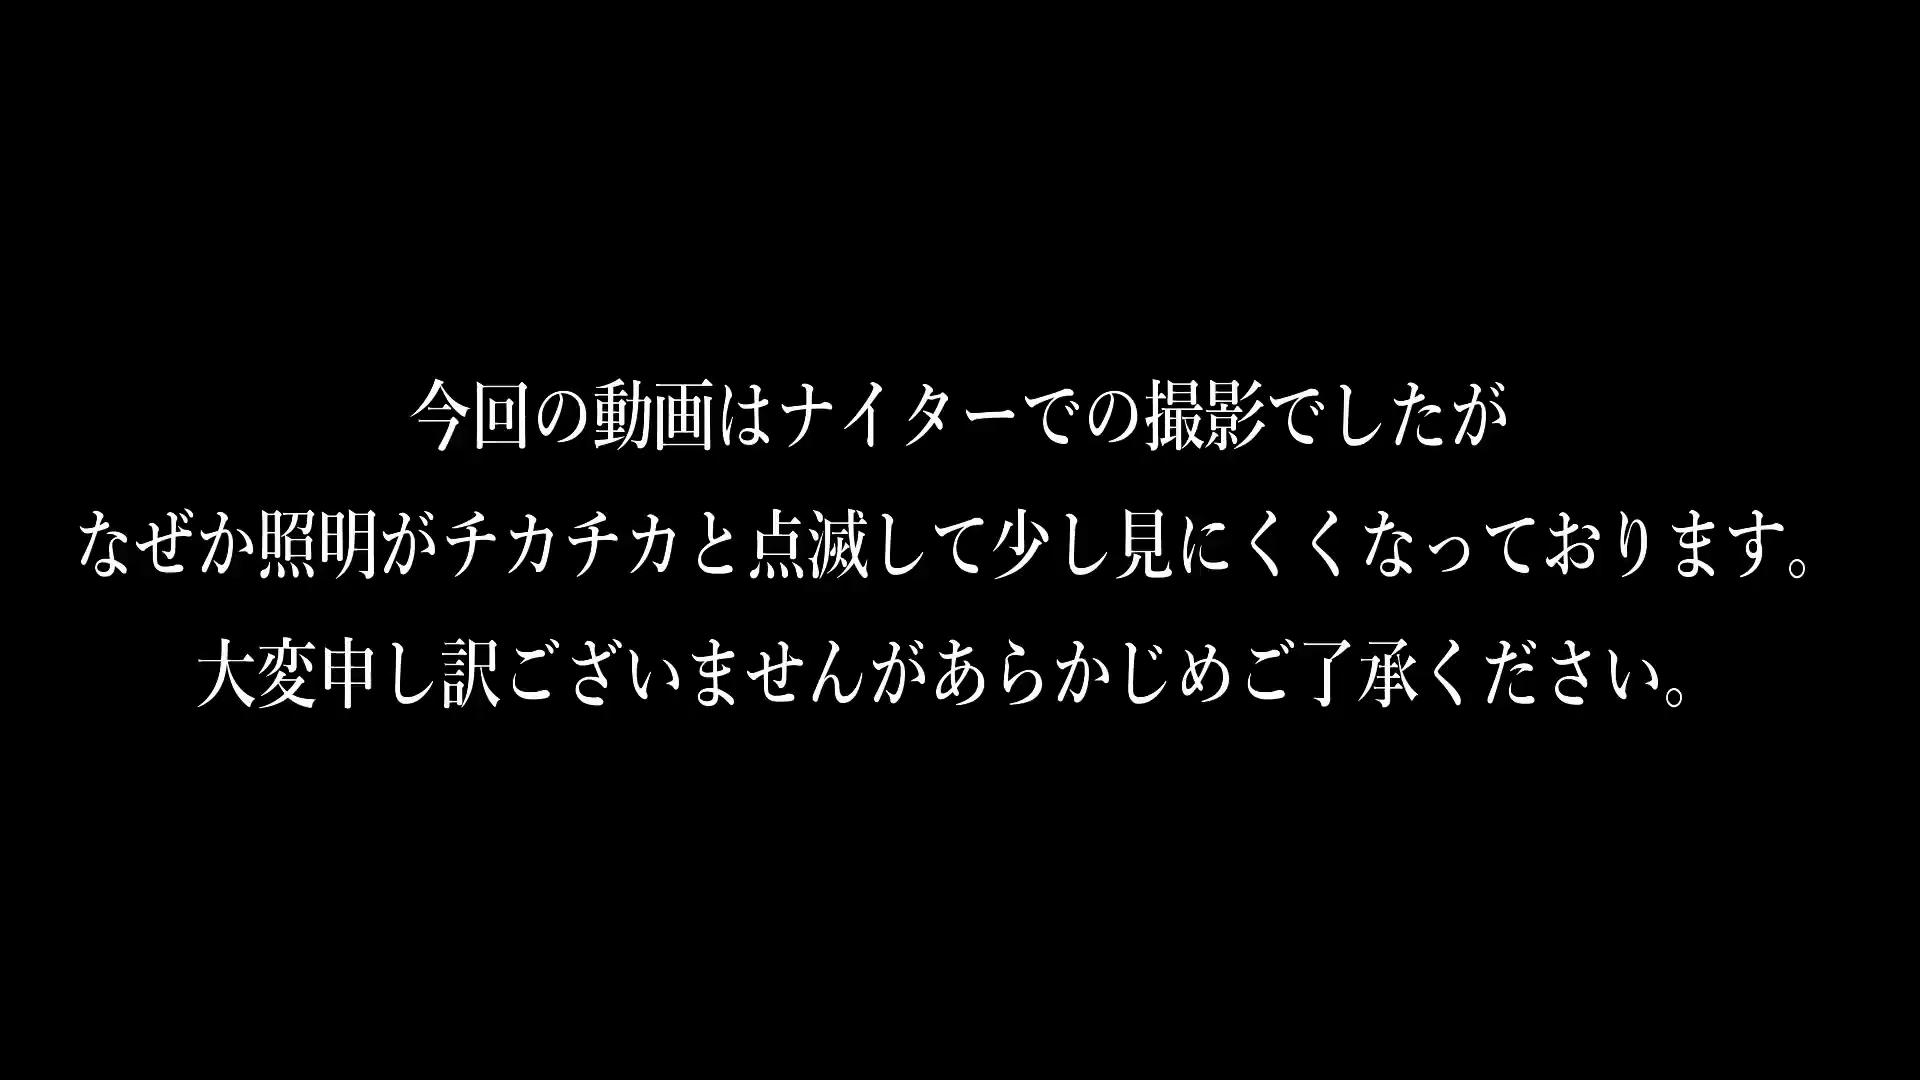 今回の動画はナイターでの撮影でしたが
なぜか照明がチカチカと点滅して少し見にくくなっております。
大変申し訳ございませんがあらかじめご了承ください。